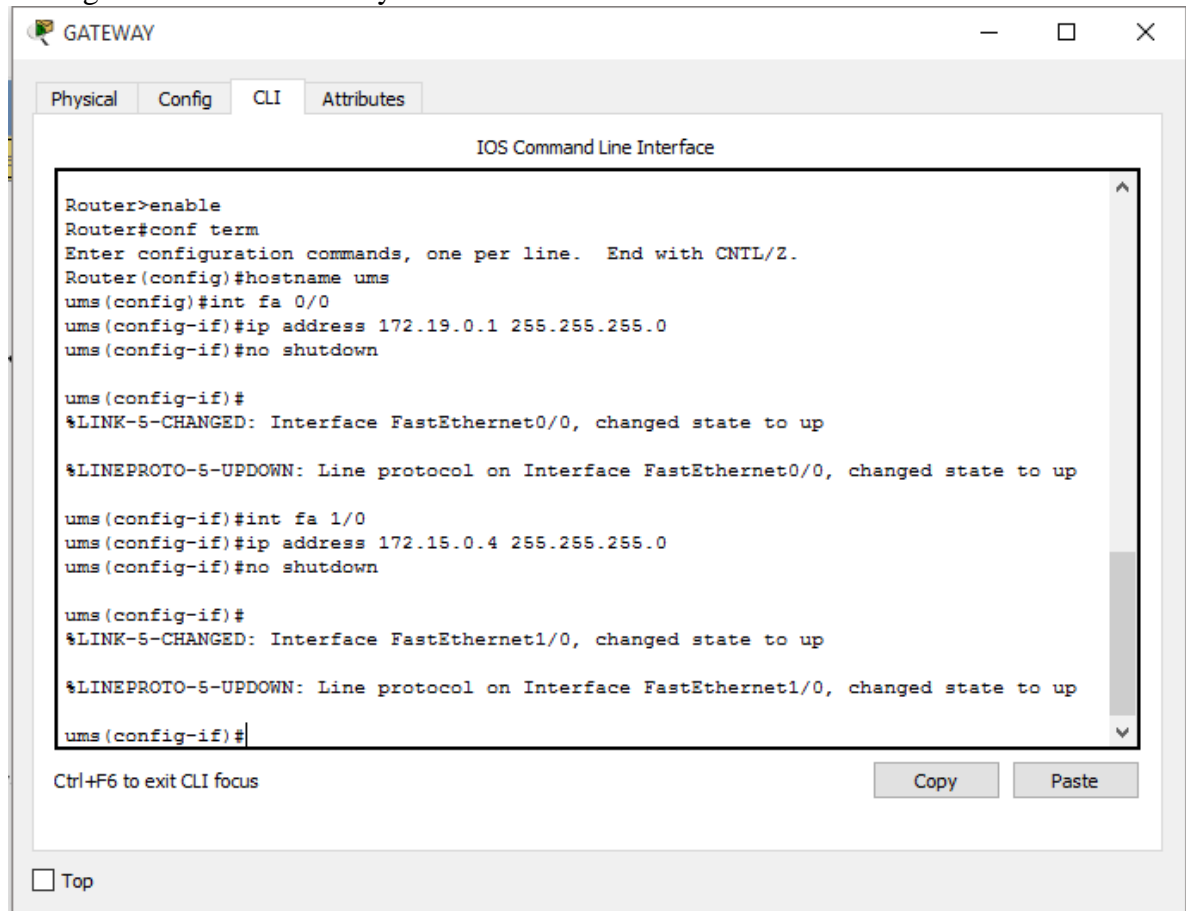 GATEWAY
Physical Config CLI Attributes
IOS Command Line Interface
Router>enable
Router#conf term
Enter configuration commands, one per line.  End with CNTL/Z.
Router(config)#hostname ums
ums(config)#int fa 0/0
ums(config-if)#ip address 172.19.0.1 255.255.255.0
ums(config-if)#no shutdown
ums(config-if)#
%LINK-5-CHANGED: Interface FastEthernet0/0, changed state to up
%LINEPROTO-5-UPDOWN: Line protocol on Interface FastEthernet0/0, changed state to up
ums(config-if)#int fa 1/0
ums(config-if)#ip address 172.15.0.4 255.255.255.0
ums(config-if)#no shutdown
ums(config-if)#
%LINK-5-CHANGED: Interface FastEthernet1/0, changed state to up
%LINEPROTO-5-UPDOWN: Line protocol on Interface FastEthernet1/0, changed state to up
ums(config-if)#
Ctrl+F6 to exit CLI focus
Copy Paste
Top